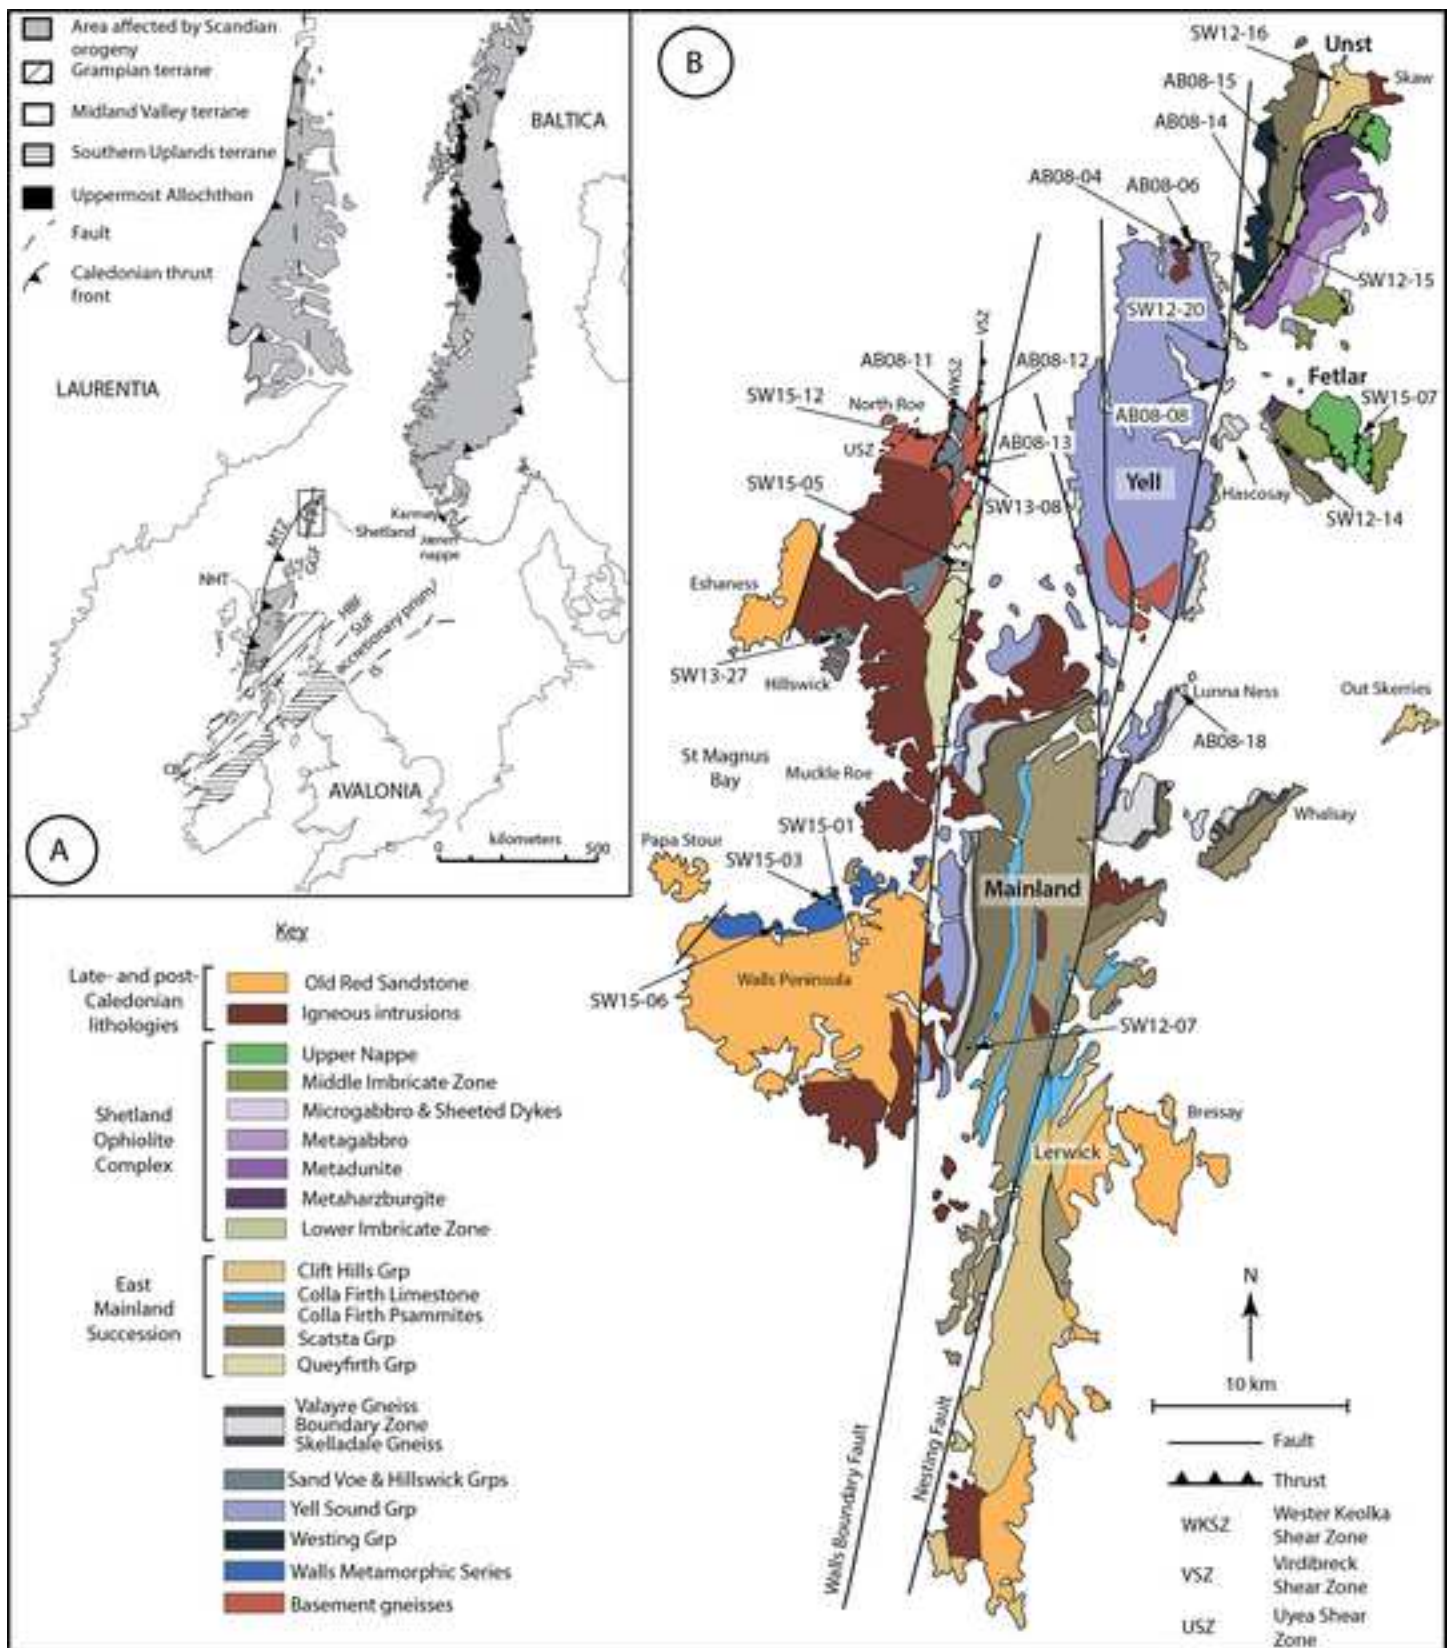 Area affected by Scandian
orogeny
Grampian terrane
Midland Valley terrane
Southern Uplands terrane
Uppermost Allochthon
Fault
Caledonian thrust
front
BALTICA
LAURENTIA
Karmøy
Shetland
Jæren
nappe
MTZ
GGF
NHT
HBF
SUF
accretionary prism)
IS
CB
AVALONIA
kilometers
0
500
A
B
SW12-16
Unst
Skaw
AB08-15
AB08-14
AB08-04
AB08-06
SW12-15
SW12-20
VSZ
WKSZ
AB08-11
AB08-12
Fetlar
SW15-07
SW15-12
North Roe
AB08-08
USZ
AB08-13
SW15-05
Yell
Hascosay
SW13-08
SW12-14
Eshaness
SW13-27
Hillswick
Lunna Ness
Out Skerries
AB08-18
St Magnus
Bay
Muckle Roe
Whalsay
SW15-01
Papa Stour
SW15-03
Mainland
Walls Peninsula
SW15-06
SW12-07
Bressay
Lerwick
N
10 km
Walls Boundary Fault
Nesting Fault
Fault
Thrust
WKSZ
Wester Keolka
Shear Zone
VSZ
Virdibreck
Shear Zone
USZ
Uyea Shear
Zone
Key
Late- and post-
Caledonian
lithologies
Old Red Sandstone
Igneous intrusions
Shetland
Ophiolite
Complex
Upper Nappe
Middle Imbricate Zone
Microgabbro & Sheeted Dykes
Metagabbro
Metadunite
Metaharzburgite
Lower Imbricate Zone
East
Mainland
Succession
Clift Hills Grp
Colla Firth Limestone
Colla Firth Psammites
Scatsta Grp
Queyfirth Grp
Valayre Gneiss
Boundary Zone
Skelladale Gneiss
Sand Voe & Hillswick Grps
Yell Sound Grp
Westing Grp
Walls Metamorphic Series
Basement gneisses